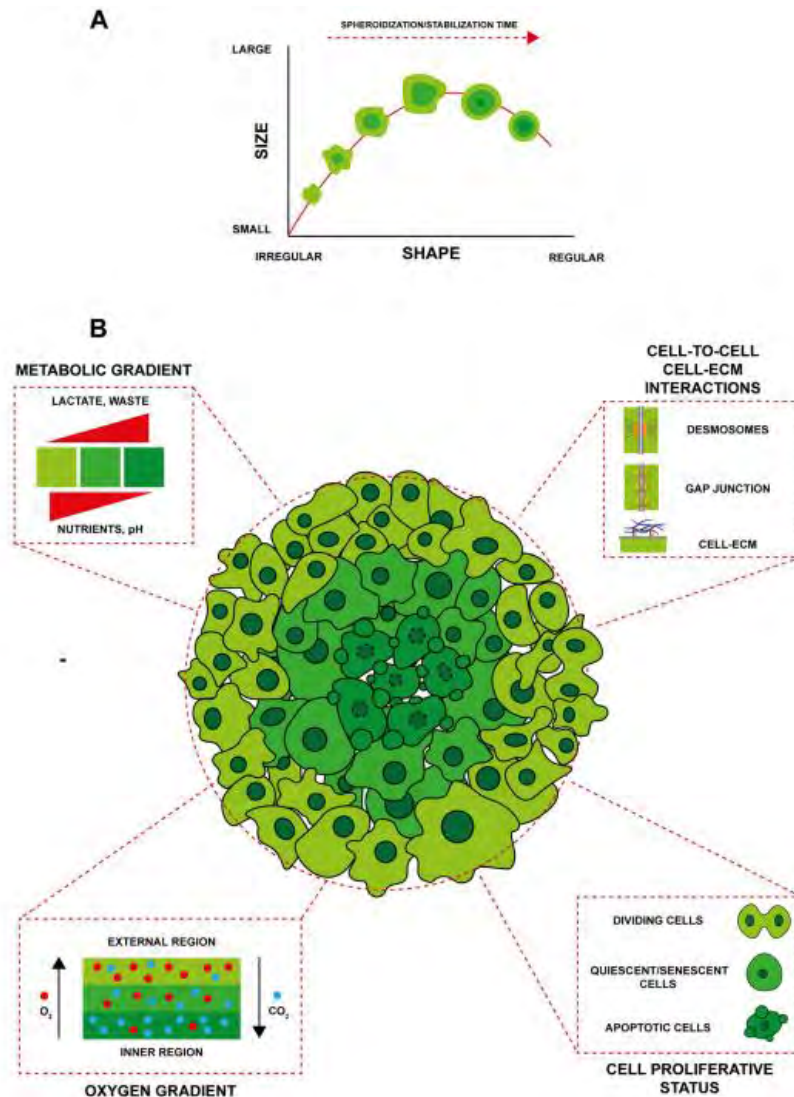 A
SPHEROIDIZATION/STABILIZATION TIME
LARGE
SIZE
SMALL
IRREGULAR
SHAPE
REGULAR
B
METABOLIC GRADIENT
LACTATE, WASTE
NUTRIENTS, pH
CELL-TO-CELL
CELL-ECM
INTERACTIONS
DESMOSOMES
GAP JUNCTION
CELL-ECM
-
EXTERNAL REGION
O₂
CO₂
INNER REGION
OXYGEN GRADIENT
DIVIDING CELLS
QUIESCENT/SENESCENT
CELLS
APOPTOTIC CELLS
CELL PROLIFERATIVE
STATUS